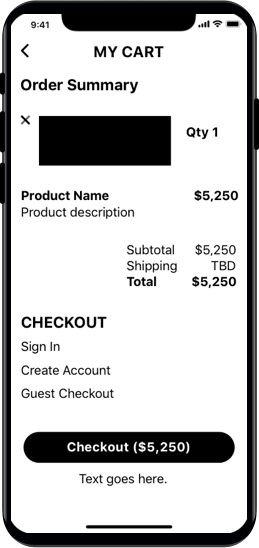 9:41
MY CART
Order Summary
Qty 1
Product Name $5,250
Product description
Subtotal $5,250
Shipping TBD
Total $5,250
CHECKOUT
Sign In
Create Account
Guest Checkout
Checkout ($5,250)
Text goes here.